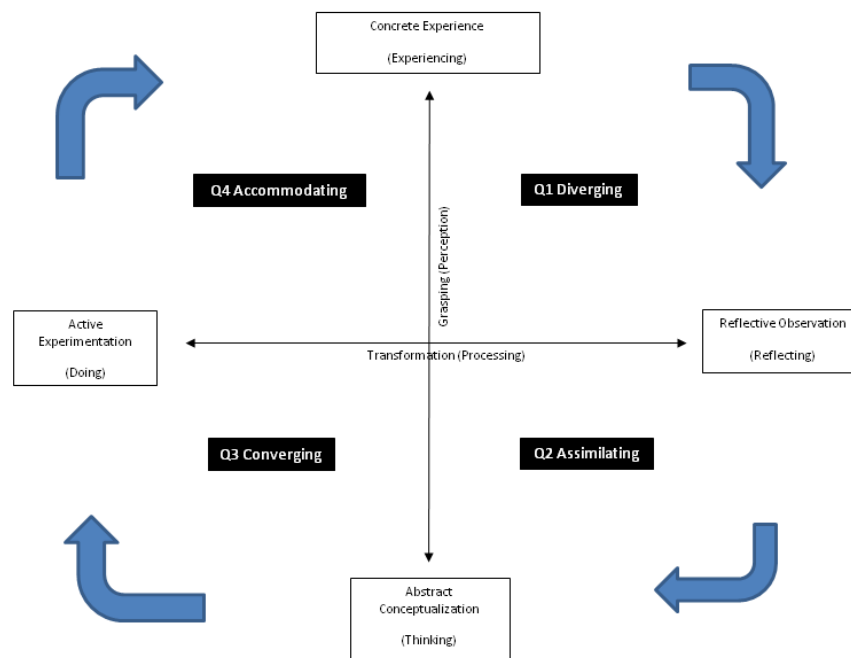 Concrete Experience
(Experiencing)
Q4 Accommodating
Q1 Diverging
Grasping (Perception)
Active
Experimentation
(Doing)
Transformation (Processing)
Reflective Observation
(Reflecting)
Q3 Converging
Q2 Assimilating
Abstract
Conceptualization
(Thinking)